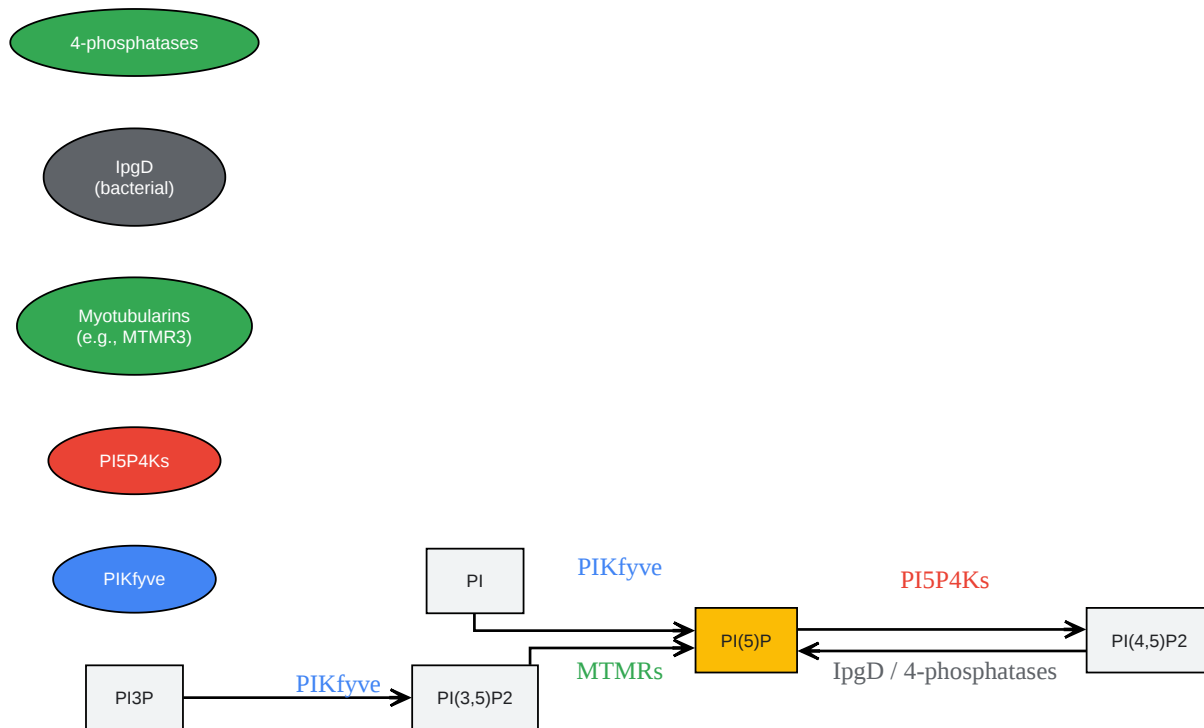 4-phosphatases
IpgD
(bacterial)
Myotubularins
(e.g., MTMR3)
PI5P4Ks
PIKfyve
PI
PIKfyve
PI5P4Ks
PI(5)P
PI(4,5)P2
MTMRs
IpgD / 4-phosphatases
PI3P
PIKfyve
PI(3,5)P2